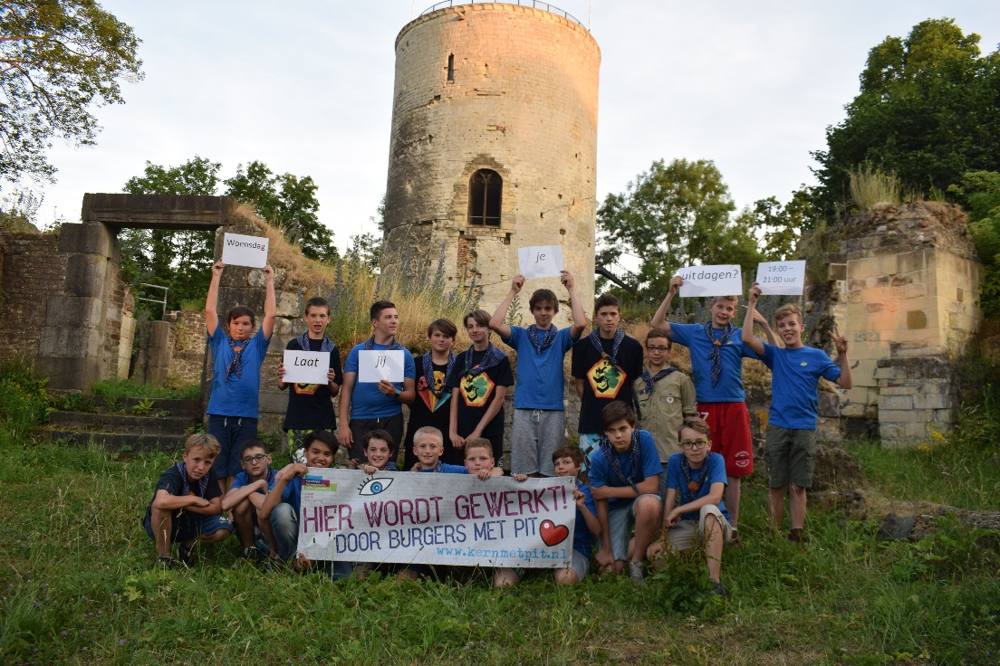 Woensdag
Laat
jij
je
uitdagen?
19:00 –
21:00 uur
HIER WORDT GEWERKT!
DOOR BURGERS MET PIT
www.kernmetpit.nl